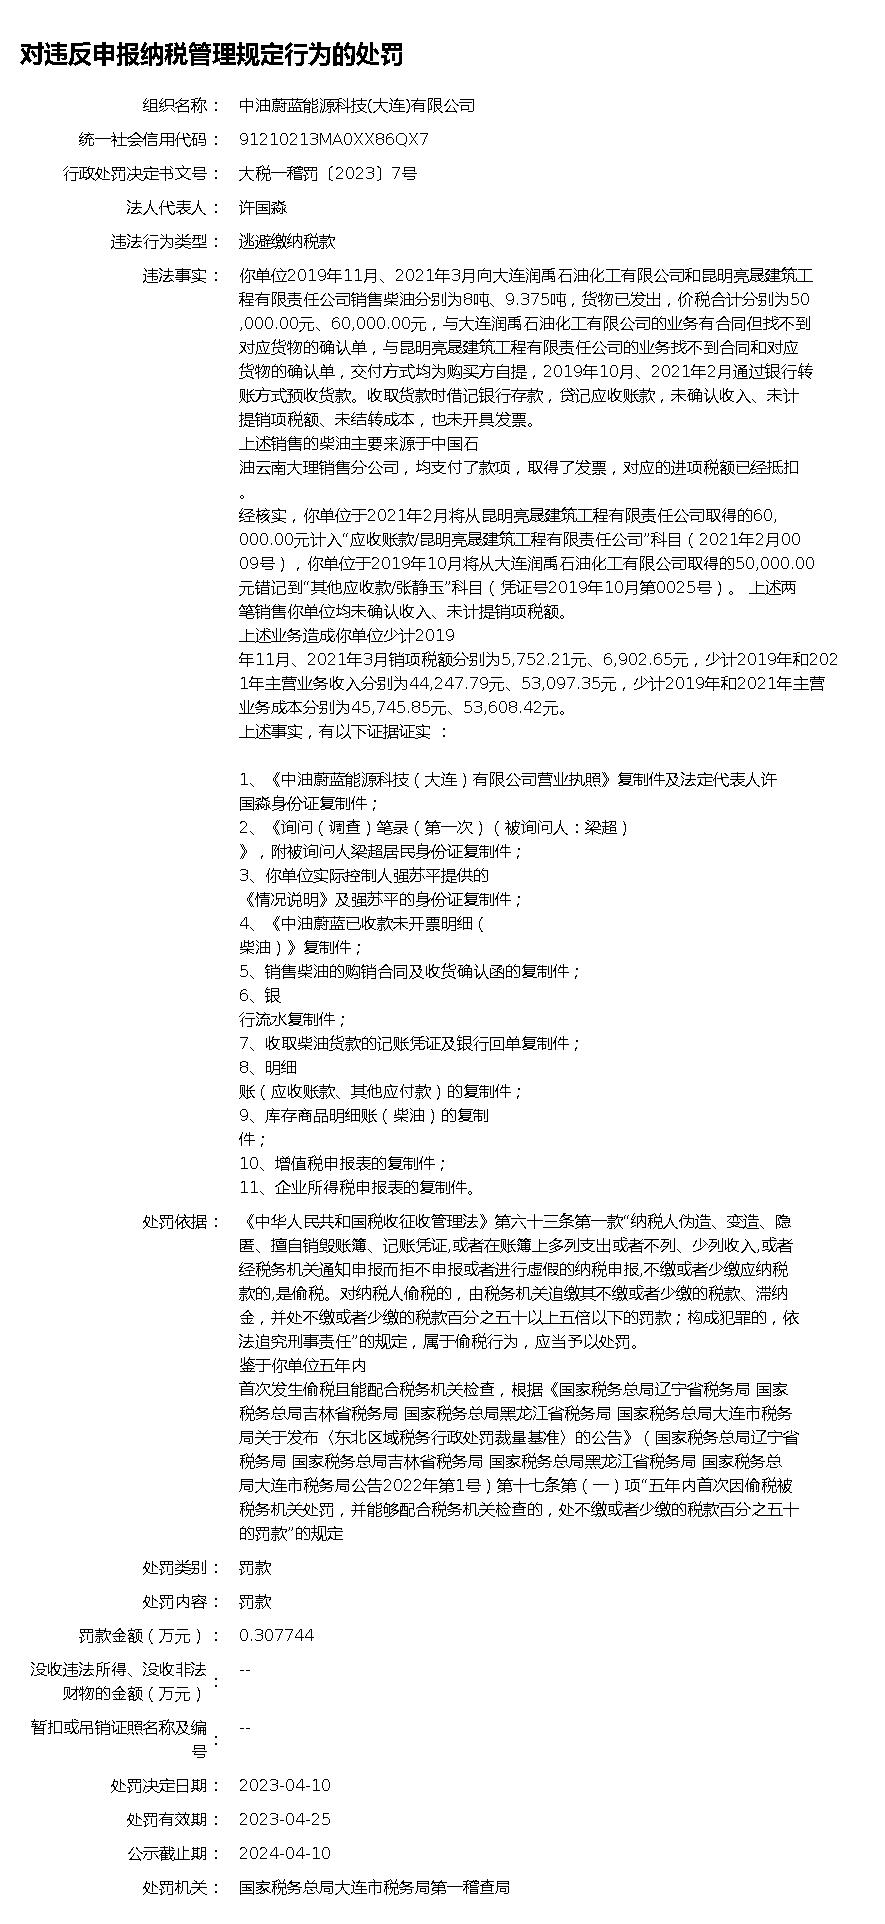 对违反申报纳税管理规定行为的处罚
组织名称： 中油蔚蓝能源科技(大连)有限公司
统一社会信用代码： 91210213MA0XX86QX7
行政处罚决定书文号： 大税一稽罚〔2023〕7号
法人代表人： 许国淼
违法行为类型： 逃避缴纳税款
违法事实： 你单位2019年11月、2021年3月向大连润禹石油化工有限公司和昆明亮晟建筑工
程有限责任公司销售柴油分别为8吨、9.375吨，货物已发出，价税合计分别为50
,000.00元、60,000.00元，与大连润禹石油化工有限公司的业务有合同但找不到
对应货物的确认单，与昆明亮晟建筑工程有限责任公司的业务找不到合同和对应
货物的确认单，交付方式均为购买方自提，2019年10月、2021年2月通过银行转
账方式预收货款。收取货款时借记银行存款，贷记应收账款，未确认收入、未计
提销项税额、未结转成本，也未开具发票。
上述销售的柴油主要来源于中国石
油云南大理销售分公司，均支付了款项，取得了发票，对应的进项税额已经抵扣
。
经核实，你单位于2021年2月将从昆明亮晟建筑工程有限责任公司取得的60,
000.00元计入“应收账款/昆明亮晟建筑工程有限责任公司”科目（2021年2月00
09号），你单位于2019年10月将从大连润禹石油化工有限公司取得的50,000.00
元错记到“其他应收款/张静玉”科目（凭证号2019年10月第0025号）。 上述两
笔销售你单位均未确认收入、未计提销项税额。
上述业务造成你单位少计2019
年11月、2021年3月销项税额分别为5,752.21元、6,902.65元，少计2019年和202
1年主营业务收入分别为44,247.79元、53,097.35元，少计2019年和2021年主营
业务成本分别为45,745.85元、53,608.42元。
上述事实，有以下证据证实 ：
1、《中油蔚蓝能源科技（大连）有限公司营业执照》复制件及法定代表人许
国淼身份证复制件；
2、《询问（调查）笔录（第一次）（被询问人：梁超）
》，附被询问人梁超居民身份证复制件；
3、你单位实际控制人强苏平提供的
《情况说明》及强苏平的身份证复制件；
4、《中油蔚蓝已收款未开票明细（
柴油）》复制件；
5、销售柴油的购销合同及收货确认函的复制件；
6、银
行流水复制件；
7、收取柴油货款的记账凭证及银行回单复制件；
8、明细
账（应收账款、其他应付款）的复制件；
9、库存商品明细账（柴油）的复制
件；
10、增值税申报表的复制件；
11、企业所得税申报表的复制件。
处罚依据： 《中华人民共和国税收征收管理法》第六十三条第一款“纳税人伪造、变造、隐
匿、擅自销毁账簿、记账凭证,或者在账簿上多列支出或者不列、少列收入,或者
经税务机关通知申报而拒不申报或者进行虚假的纳税申报,不缴或者少缴应纳税
款的,是偷税。对纳税人偷税的，由税务机关追缴其不缴或者少缴的税款、滞纳
金，并处不缴或者少缴的税款百分之五十以上五倍以下的罚款；构成犯罪的，依
法追究刑事责任”的规定，属于偷税行为，应当予以处罚。
鉴于你单位五年内
首次发生偷税且能配合税务机关检查，根据《国家税务总局辽宁省税务局 国家
税务总局吉林省税务局 国家税务总局黑龙江省税务局 国家税务总局大连市税务
局关于发布〈东北区域税务行政处罚裁量基准〉的公告》（国家税务总局辽宁省
税务局 国家税务总局吉林省税务局 国家税务总局黑龙江省税务局 国家税务总
局大连市税务局公告2022年第1号）第十七条第（一）项“五年内首次因偷税被
税务机关处罚，并能够配合税务机关检查的，处不缴或者少缴的税款百分之五十
的罚款”的规定
处罚类别： 罚款
处罚内容： 罚款
罚款金额（万元）： 0.307744
没收违法所得、没收非法
财物的金额（万元）： --
暂扣或吊销证照名称及编
号： --
处罚决定日期： 2023-04-10
处罚有效期： 2023-04-25
公示截止期： 2024-04-10
处罚机关： 国家税务总局大连市税务局第一稽查局